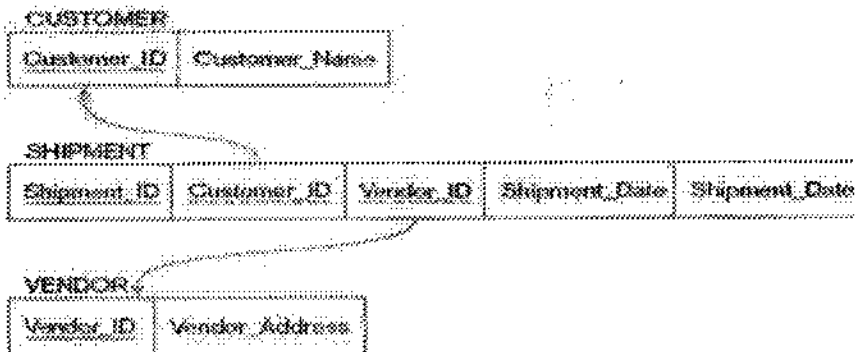 CUSTOMER
Customer_ID Customer_Name
SHIPMENT
Shipment_ID Customer_ID Vendor_ID Shipment_Date Shipment_Date
VENDOR
Vendor_ID Vendor_Address